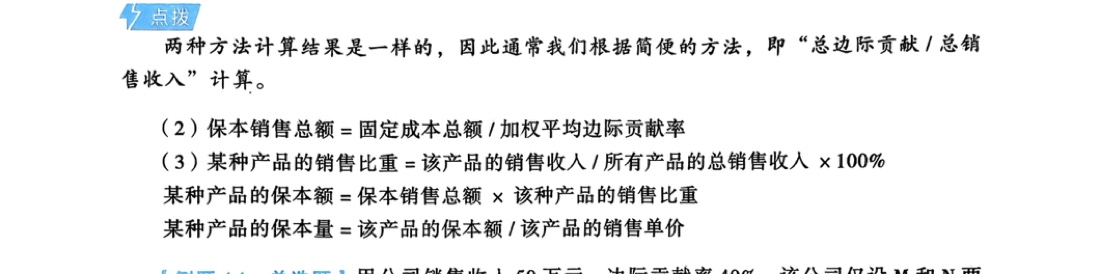 点拨
两种方法计算结果是一样的，因此通常我们根据简便的方法，即“总边际贡献/总销
售收入”计算。
（2）保本销售总额=固定成本总额/加权平均边际贡献率
（3）某种产品的销售比重=该产品的销售收入/所有产品的总销售收入×100%
某种产品的保本额=保本销售总额×该种产品的销售比重
某种产品的保本量=该产品的保本额/该产品的销售单价